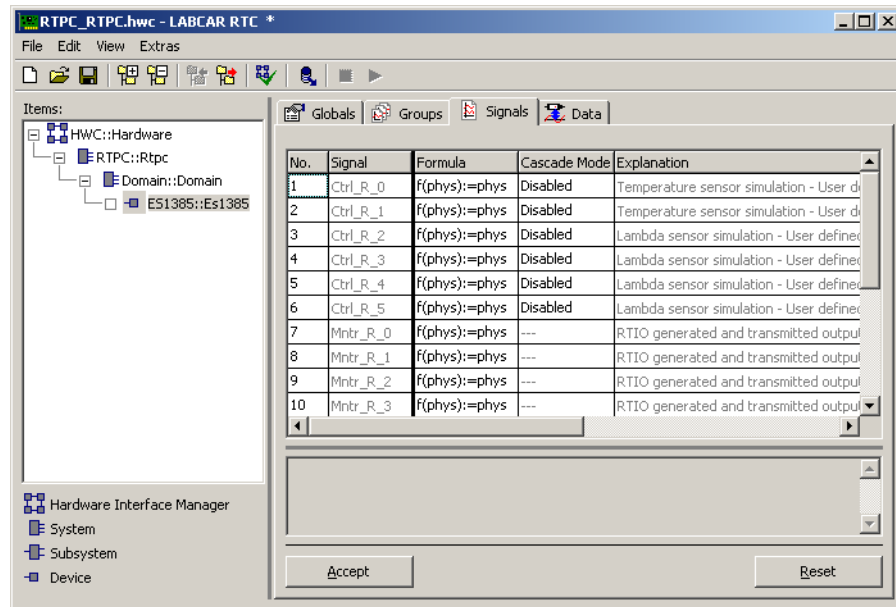 RTPC_RTPC.hwc - LABCAR RTC *
File Edit View Extras
Items:
HWC::Hardware
RTPC::Rtpc
Domain::Domain
ES1385::Es1385
Hardware Interface Manager
System
Subsystem
Device
Globals Groups Signals Data
No. Signal Formula Cascade Mode Explanation
1 Ctrl_R_0 f(phys):=phys Disabled Temperature sensor simulation - User de
2 Ctrl_R_1 f(phys):=phys Disabled Temperature sensor simulation - User de
3 Ctrl_R_2 f(phys):=phys Disabled Lambda sensor simulation - User defined
4 Ctrl_R_3 f(phys):=phys Disabled Lambda sensor simulation - User defined
5 Ctrl_R_4 f(phys):=phys Disabled Lambda sensor simulation - User defined
6 Ctrl_R_5 f(phys):=phys Disabled Lambda sensor simulation - User defined
7 Mntr_R_0 f(phys):=phys --- RTIO generated and transmitted output
8 Mntr_R_1 f(phys):=phys --- RTIO generated and transmitted output
9 Mntr_R_2 f(phys):=phys --- RTIO generated and transmitted output
10 Mntr_R_3 f(phys):=phys --- RTIO generated and transmitted output
Accept Reset